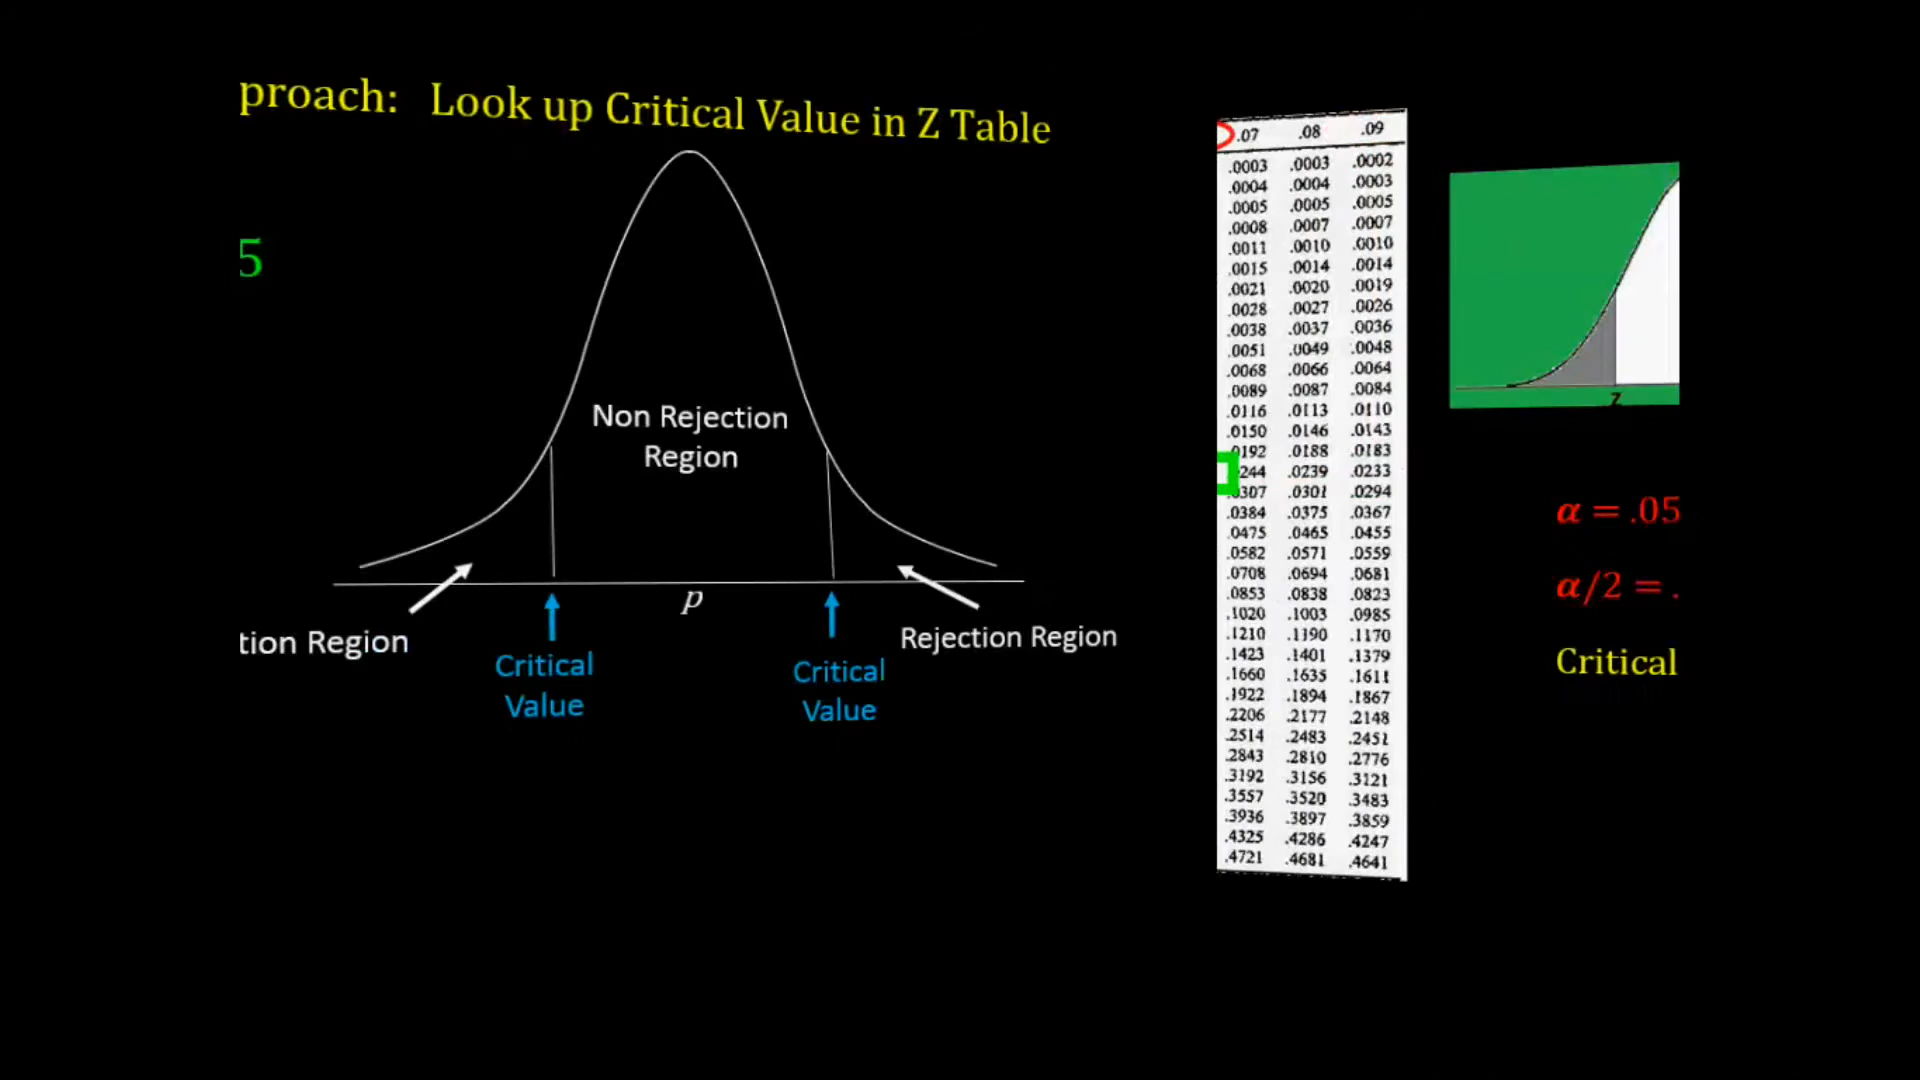 proach: Look up Critical Value in Z Table
5
Non Rejection
Region
p
tion Region
Rejection Region
Critical
Value
Critical
Value
.07 .08 .09
.0003 .0003 .0002
.0004 .0004 .0003
.0005 .0005 .0005
.0008 .0007 .0007
.0011 .0010 .0010
.0015 .0014 .0014
.0021 .0020 .0019
.0028 .0027 .0026
.0038 .0037 .0036
.0051 .0049 .0048
.0068 .0066 .0064
.0089 .0087 .0084
.0116 .0113 .0110
.0150 .0146 .0143
.0192 .0188 .0183
244 .0239 .0233
.0307 .0301 .0294
.0384 .0375 .0367
.0475 .0465 .0455
.0582 .0571 .0559
.0708 .0694 .0681
.0853 .0838 .0823
.1020 .1003 .0985
.1210 .1190 .1170
.1423 .1401 .1379
.1660 .1635 .1611
.1922 .1894 .1867
.2206 .2177 .2148
.2514 .2483 .2451
.2843 .2810 .2776
.3192 .3156 .3121
.3557 .3520 .3483
.3936 .3897 .3859
.4325 .4286 .4247
.4721 .4681 .4641
z
α = .05
α/2 = .
Critical